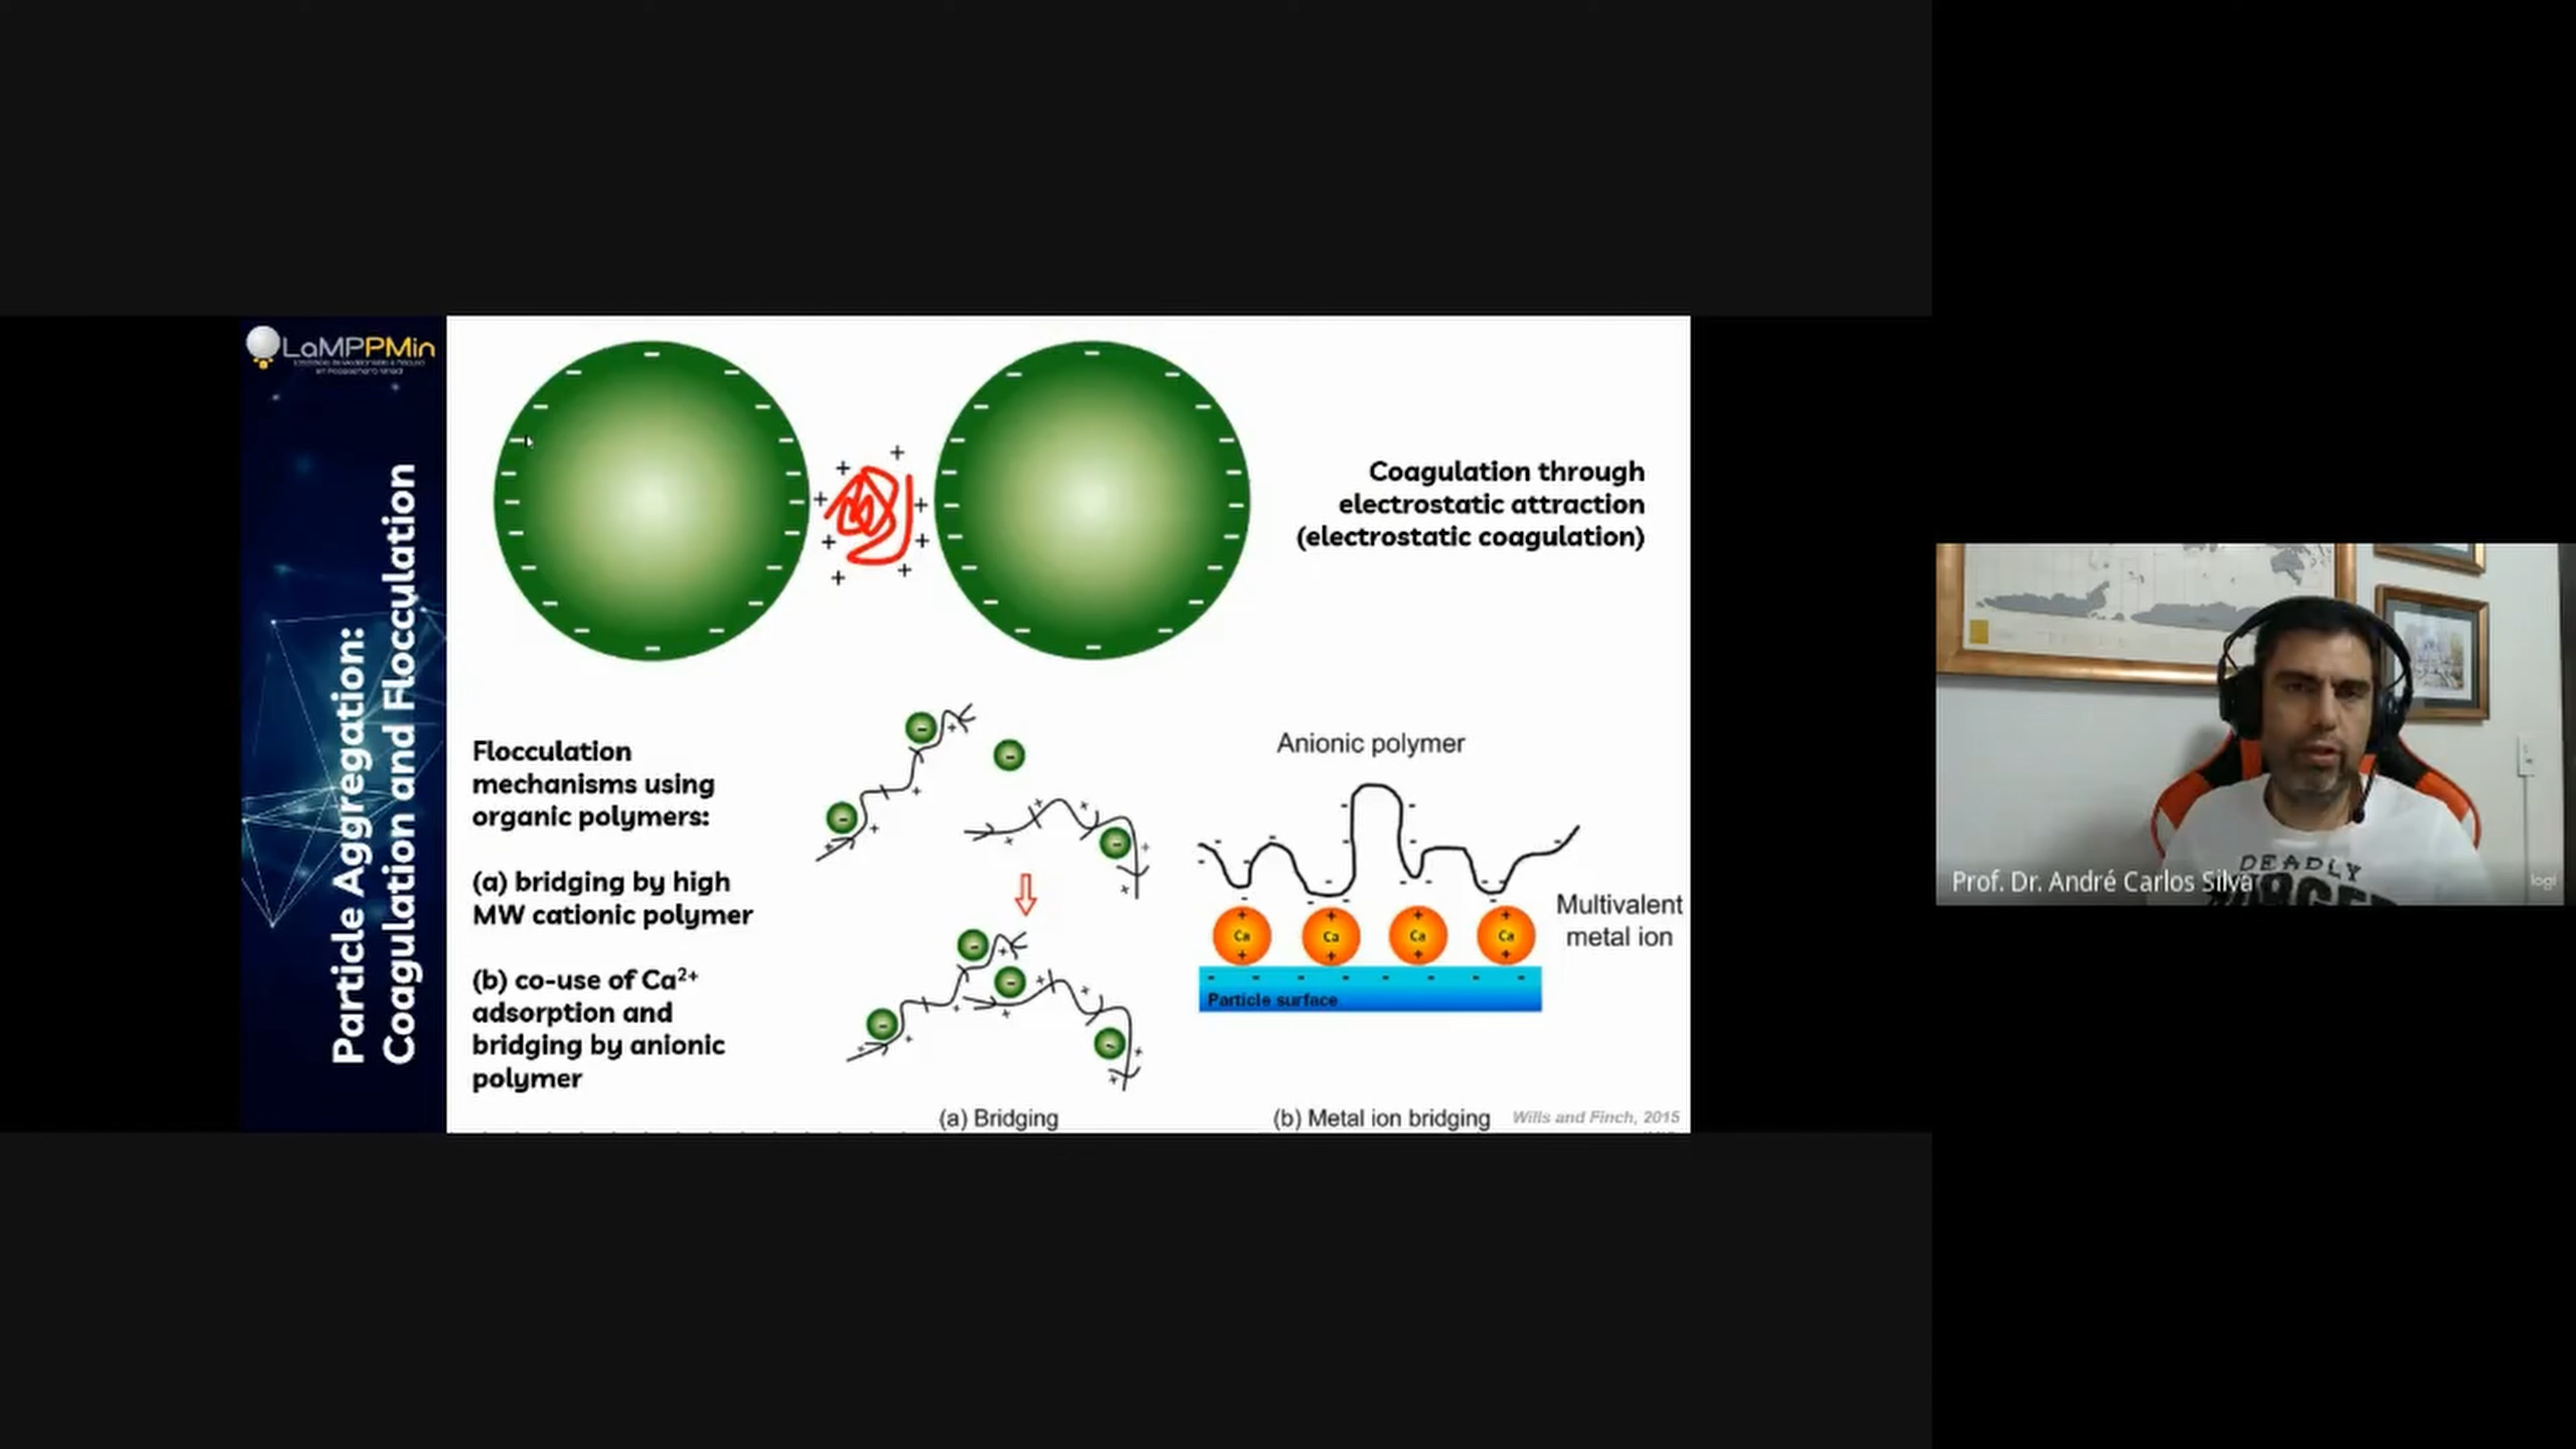 LaMPPMin
Particle Aggregation:
Coagulation and Flocculation
Coagulation through
electrostatic attraction
(electrostatic coagulation)
Flocculation
mechanisms using
organic polymers:
(a) bridging by high
MW cationic polymer
(b) co-use of Ca²⁺
adsorption and
bridging by anionic
polymer
(a) Bridging
Anionic polymer
Multivalent
metal ion
Ca Ca Ca Ca
Particle surface
(b) Metal ion bridging
Wills and Finch, 2015
DEADLY
Prof. Dr. André Carlos Silva
logi